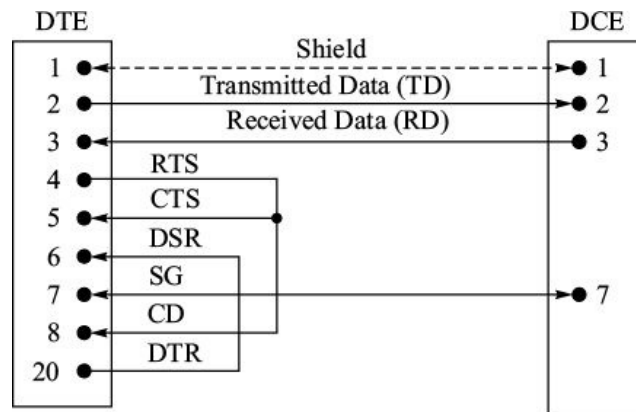 DTE DCE
1 Shield 1
2 Transmitted Data (TD) 2
3 Received Data (RD) 3
4 RTS
5 CTS
6 DSR
7 SG 7
8 CD
20 DTR